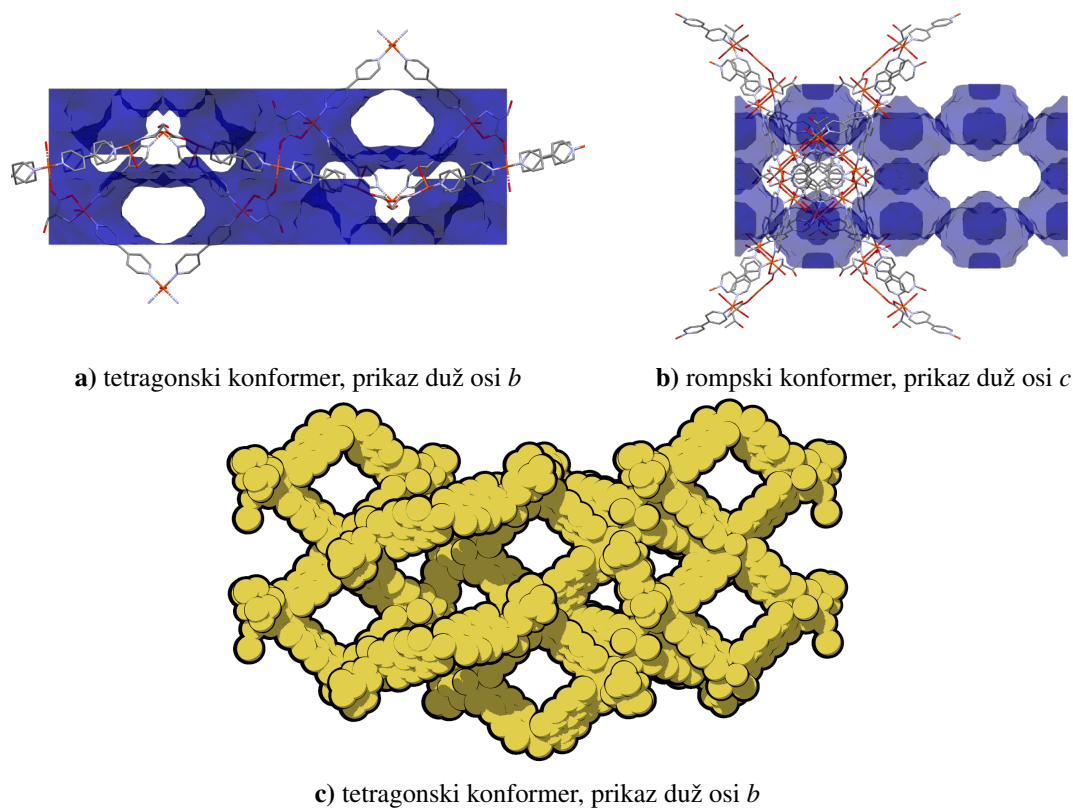 a) tetragonski konformer, prikaz duž osi b
b) rompski konformer, prikaz duž osi c
c) tetragonski konformer, prikaz duž osi b